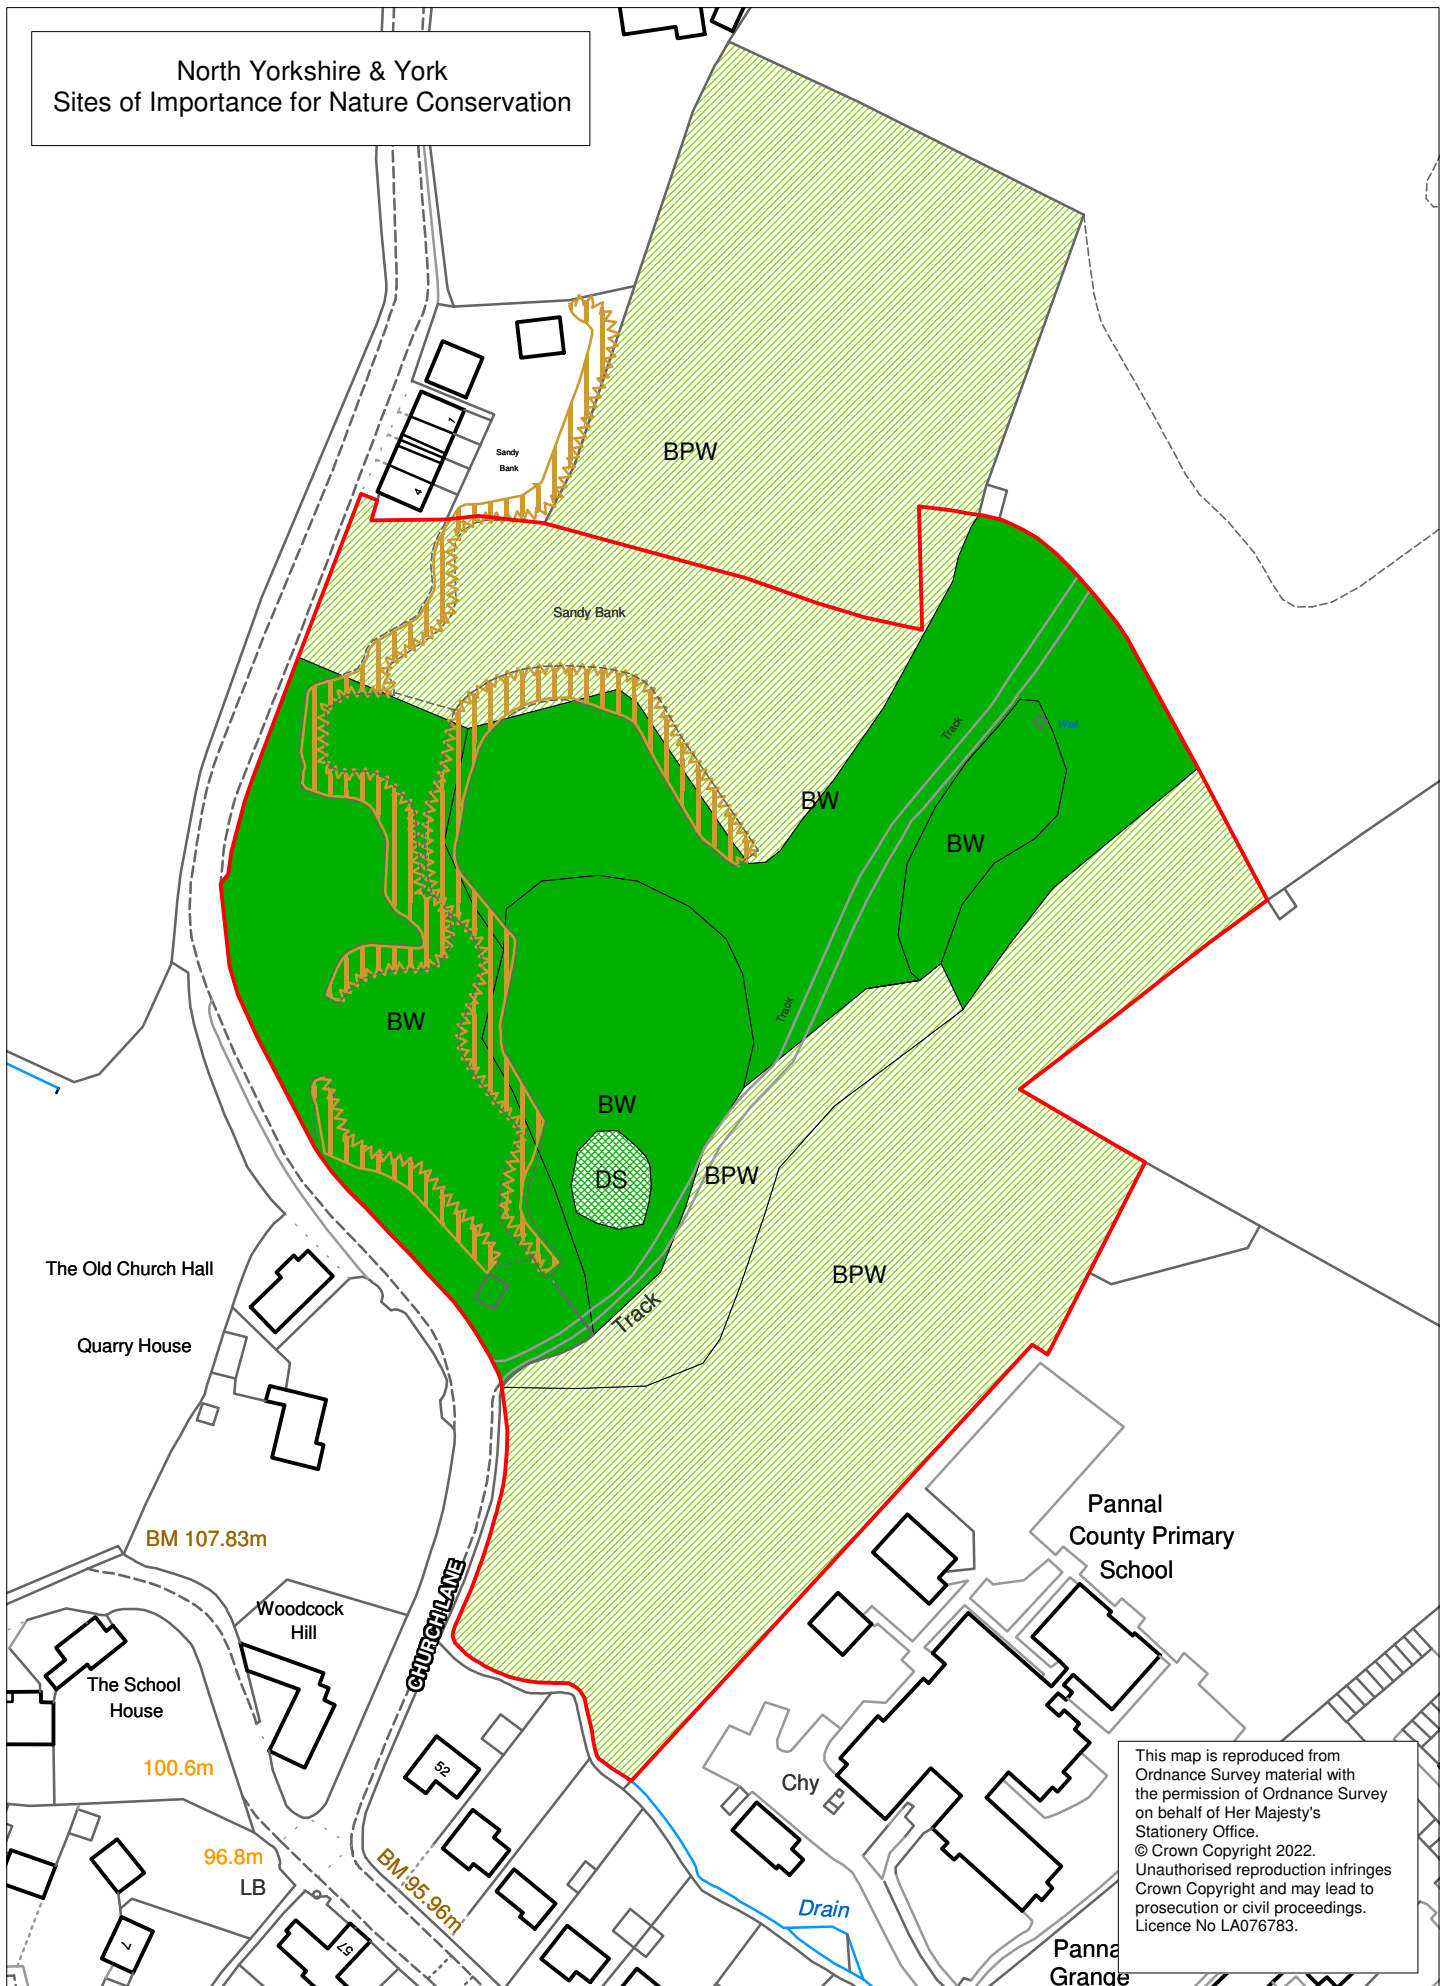 North Yorkshire & York
Sites of Importance for Nature Conservation
1
4
Sandy
Bank
BPW
Sandy Bank
Track
Well
BW
BW
Track
BW
BW
DS
BPW
BPW
Track
The Old Church Hall
Quarry House
BM 107.83m
Woodcock
Hill
CHURCH LANE
The School
House
100.6m
96.8m
LB
BM 95.96m
52
57
7
Pannal
County Primary
School
Chy
Drain
Panna
Grange
This map is reproduced from
Ordnance Survey material with
the permission of Ordnance Survey
on behalf of Her Majesty's
Stationery Office.
© Crown Copyright 2022.
Unauthorised reproduction infringes
Crown Copyright and may lead to
prosecution or civil proceedings.
Licence No LA076783.